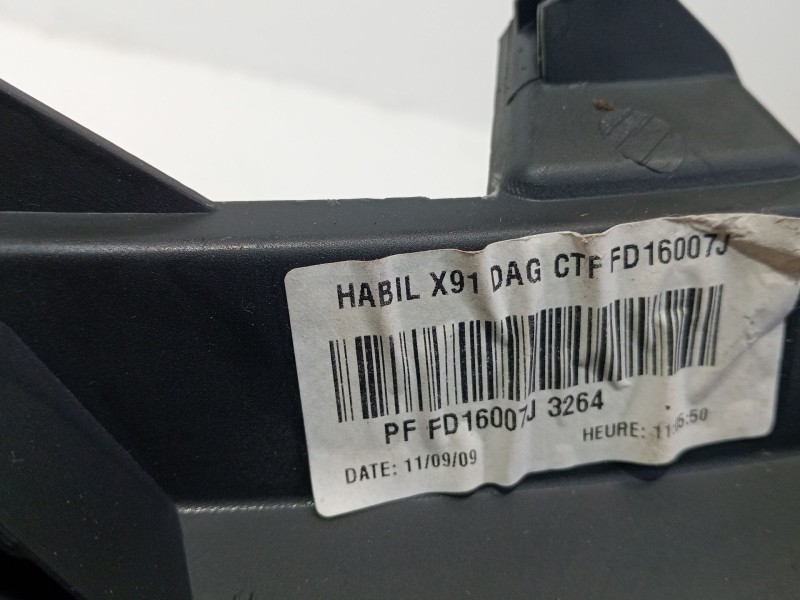 HABIL X91 DAG CTF FD16007J
PF FD16007J 3264
DATE: 11/09/09
HEURE: